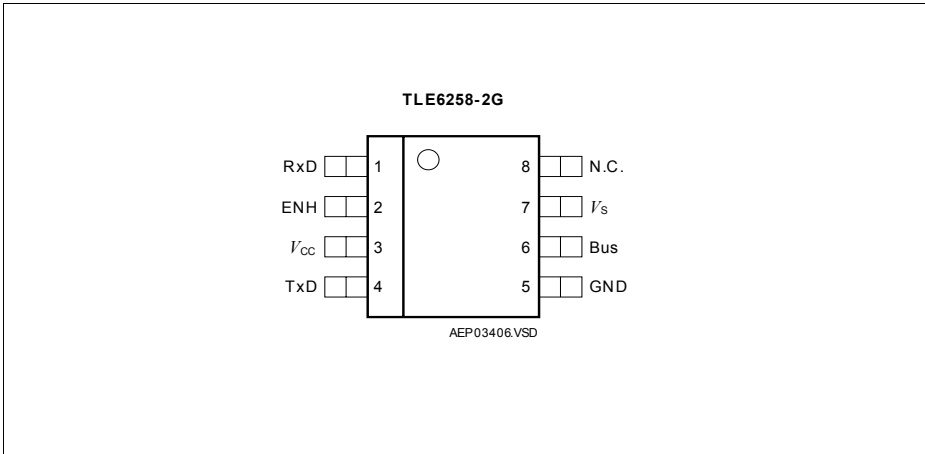 TLE6258-2G
RxD 1 8 N.C.
ENH 2 7 VS
VCC 3 6 Bus
TxD 4 5 GND
AEP03406.VSD